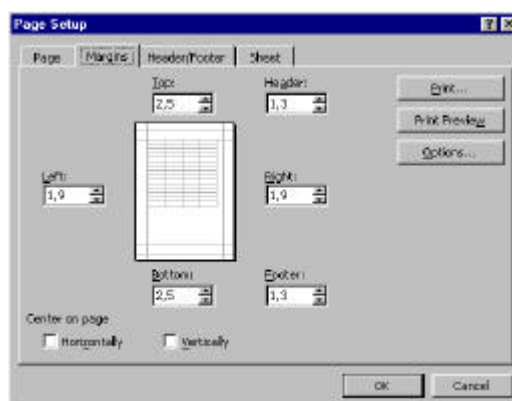 Page Setup
Page Margins Header/Footer Sheet
Top: Header:
2,5 1,3
Print...
Print Preview
Options...
Left: Right:
1,9 1,9
Bottom: Footer:
2,5 1,3
Center on page
Horizontally Vertically
OK Cancel